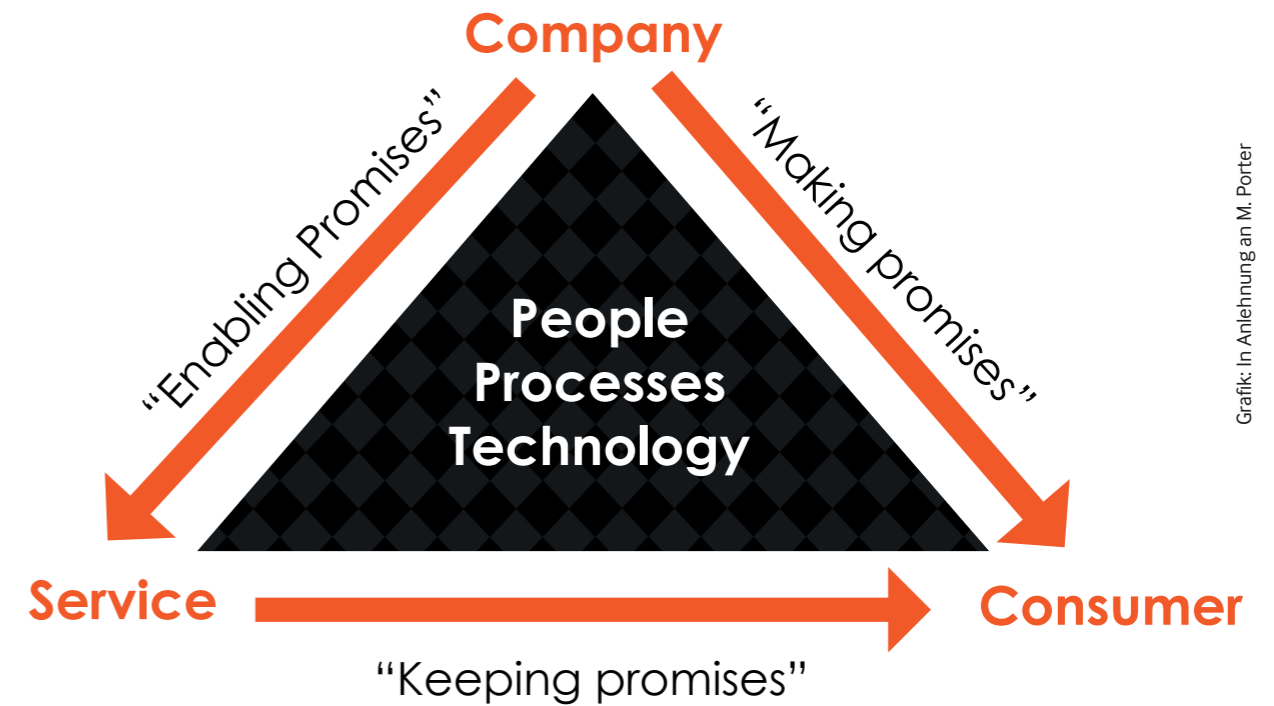 Company
“Enabling Promises”
“Making promises”
People
Processes
Technology
Service
Consumer
“Keeping promises”
Grafik: In Anlehnung an M. Porter